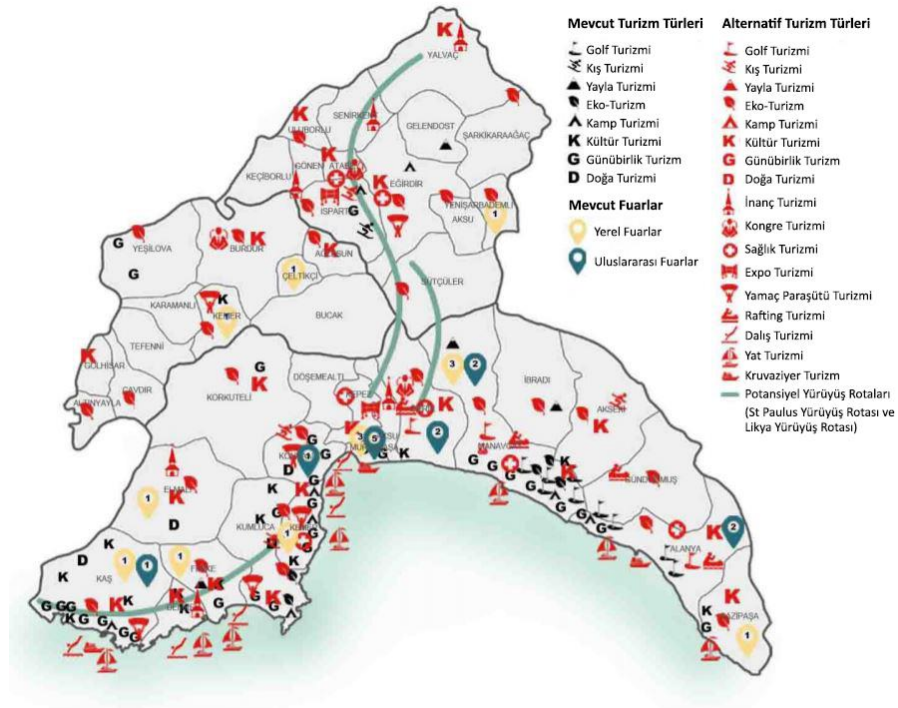 Mevcut Turizm Türleri
Golf Turizmi
Kış Turizmi
Yayla Turizmi
Eko-Turizm
Kamp Turizmi
K Kültür Turizmi
G Günübirlik Turizm
D Doğa Turizmi
Mevcut Fuarlar
Yerel Fuarlar
Uluslararası Fuarlar
Alternatif Turizm Türleri
Golf Turizmi
Kış Turizmi
Yayla Turizmi
Eko-Turizm
Kamp Turizmi
K Kültür Turizmi
G Günübirlik Turizm
D Doğa Turizmi
İnanç Turizmi
Kongre Turizmi
Sağlık Turizmi
Expo Turizmi
Yamaç Paraşütü Turizmi
Rafting Turizmi
Dalış Turizmi
Yat Turizmi
Kruvaziyer Turizm
Potansiyel Yürüyüş Rotaları
(St Paulus Yürüyüş Rotası ve
Likya Yürüyüş Rotası)
YALVAÇ
SENİRKENT
GELENDOST
ŞARKİKARAAĞAÇ
ULUBORLU
GÖNEN
KEÇİBORLU
EĞİRDİR
ISPARTA
YENİŞARBADEMLİ
AKSU
SÜTÇÜLER
YEŞİLOVA
BURDUR
AĞLASUN
ÇELTİKÇİ
KARAMANLI
KEMER
BUCAK
TEFENNİ
GÖLHİSAR
ÇAVDIR
ALTINYAYLA
KORKUTELİ
DÖŞEMEALTI
KEPEZ
İBRADI
AKSEKİ
MANAVGAT
GÜNDOĞMUŞ
ALANYA
GAZİPAŞA
ELMALI
KUMLUCA
KAŞ